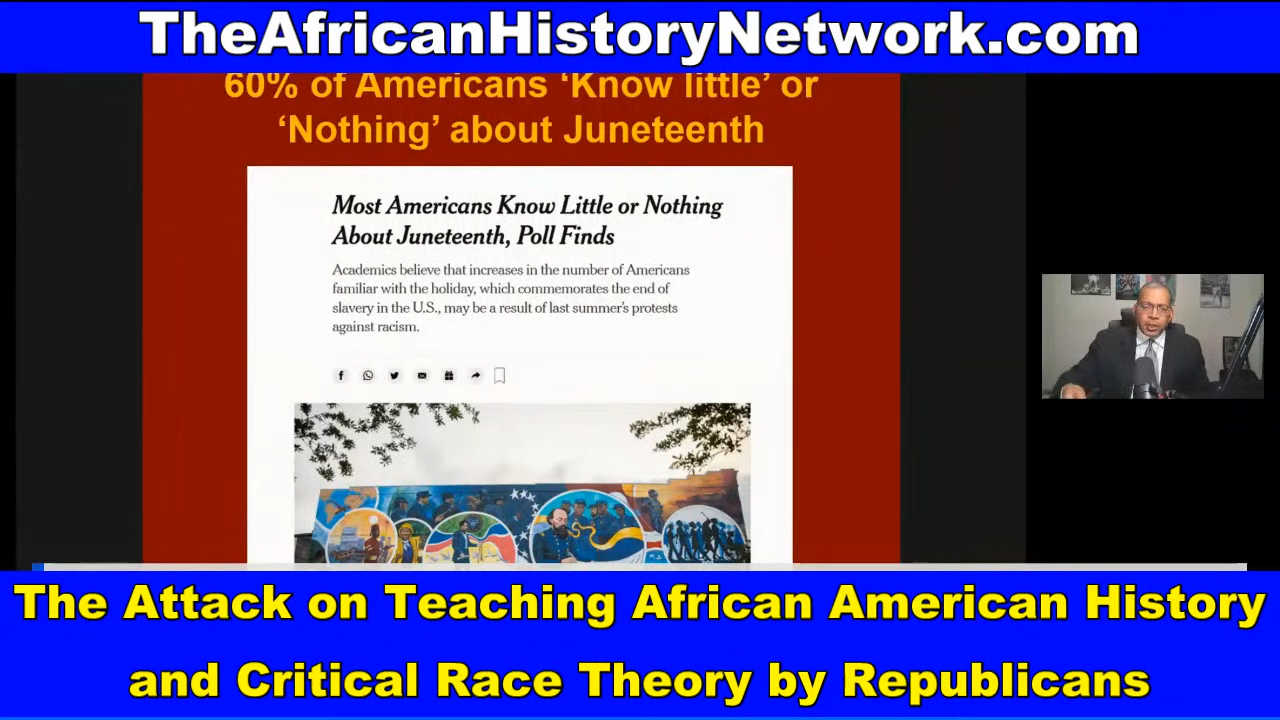 TheAfricanHistoryNetwork.com
60% of Americans ‘Know little’ or
‘Nothing’ about Juneteenth
Most Americans Know Little or Nothing
About Juneteenth, Poll Finds
Academics believe that increases in the number of Americans
familiar with the holiday, which commemorates the end of
slavery in the U.S., may be a result of last summer's protests
against racism.
The Attack on Teaching African American History
and Critical Race Theory by Republicans